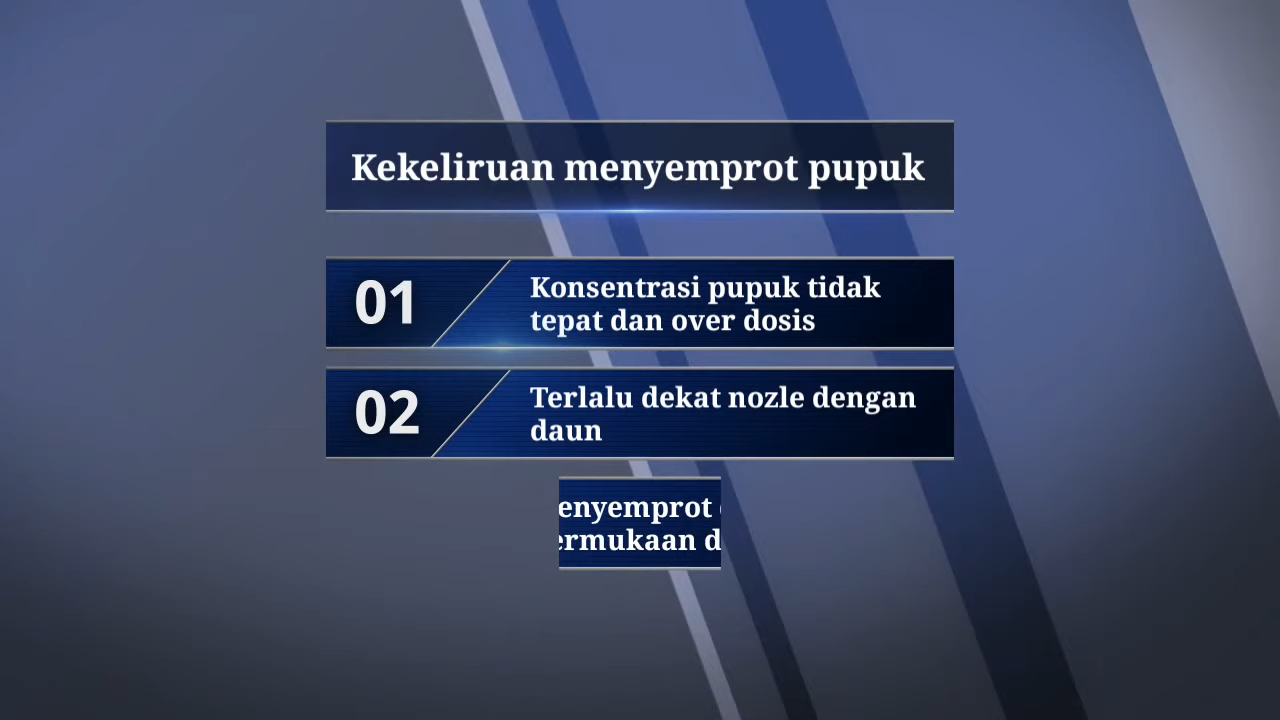 Kekeliruan menyemprot pupuk
01
Konsentrasi pupuk tidak
tepat dan over dosis
02
Terlalu dekat nozle dengan
daun
enyemprot
ermukaan d